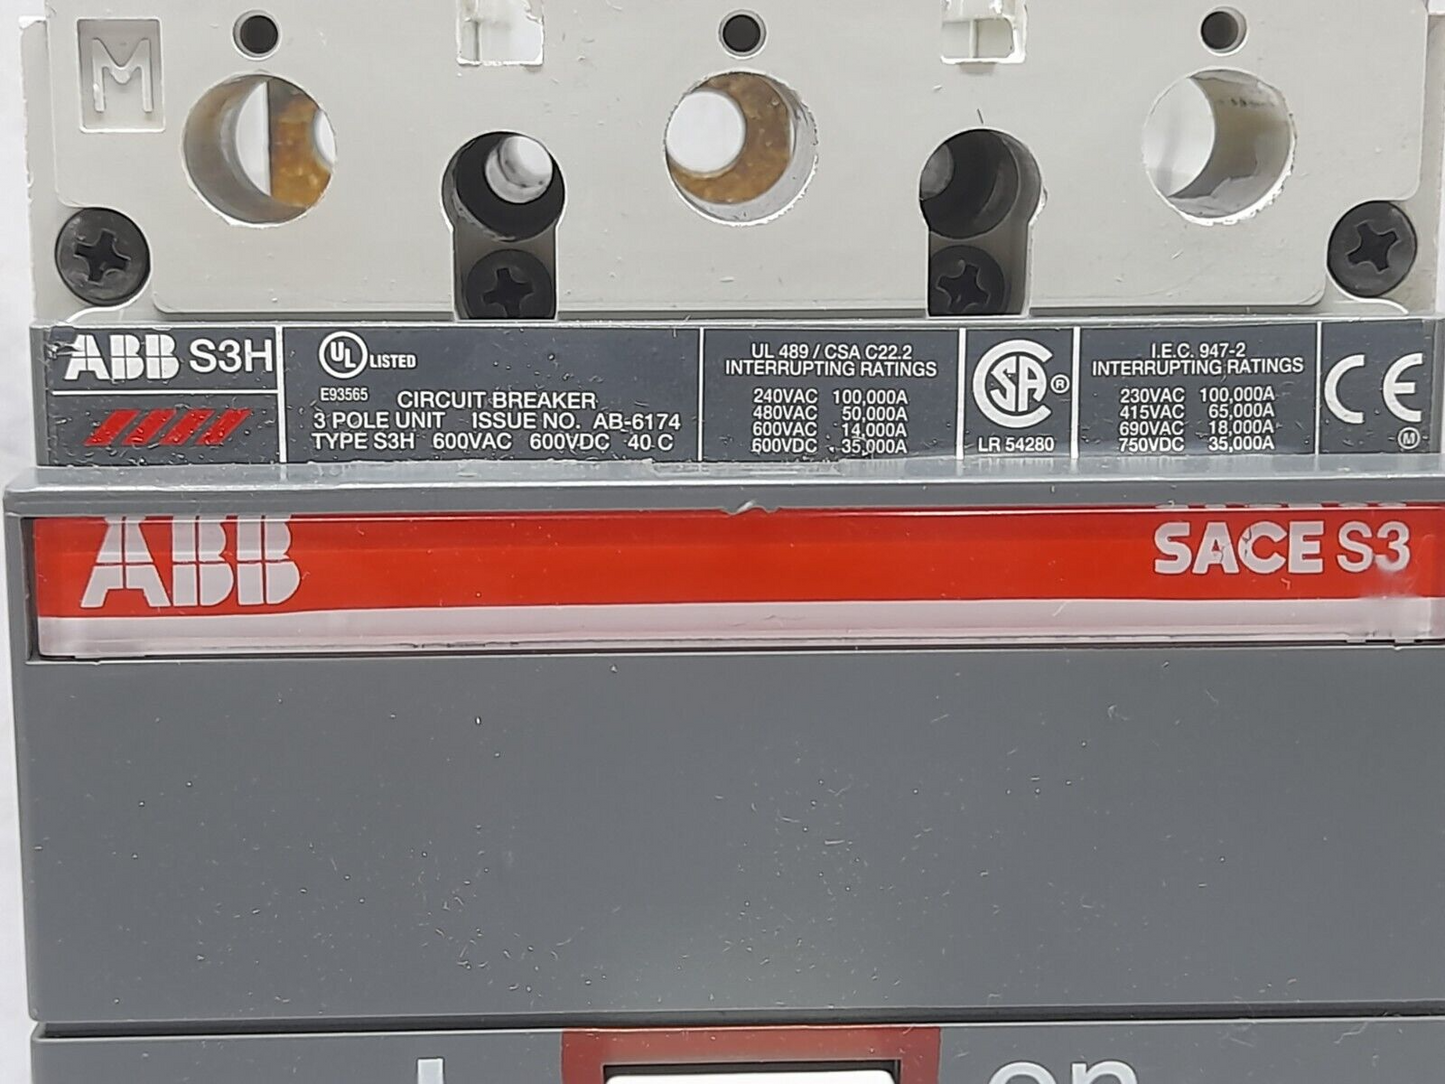 M
ABB S3H
UL LISTED
E93565
CIRCUIT BREAKER
3 POLE UNIT ISSUE NO. AB-6174
TYPE S3H 600VAC 600VDC 40 C
UL 489 / CSA C22.2
INTERRUPTING RATINGS
240VAC 100,000A
480VAC 50,000A
600VAC 14,000A
600VDC 35,000A
CSA ®
LR 54280
I.E.C. 947-2
INTERRUPTING RATINGS
230VAC 100,000A
415VAC 65,000A
690VAC 18,000A
750VDC 35,000A
CE
M
ABB
SACE S3
I on